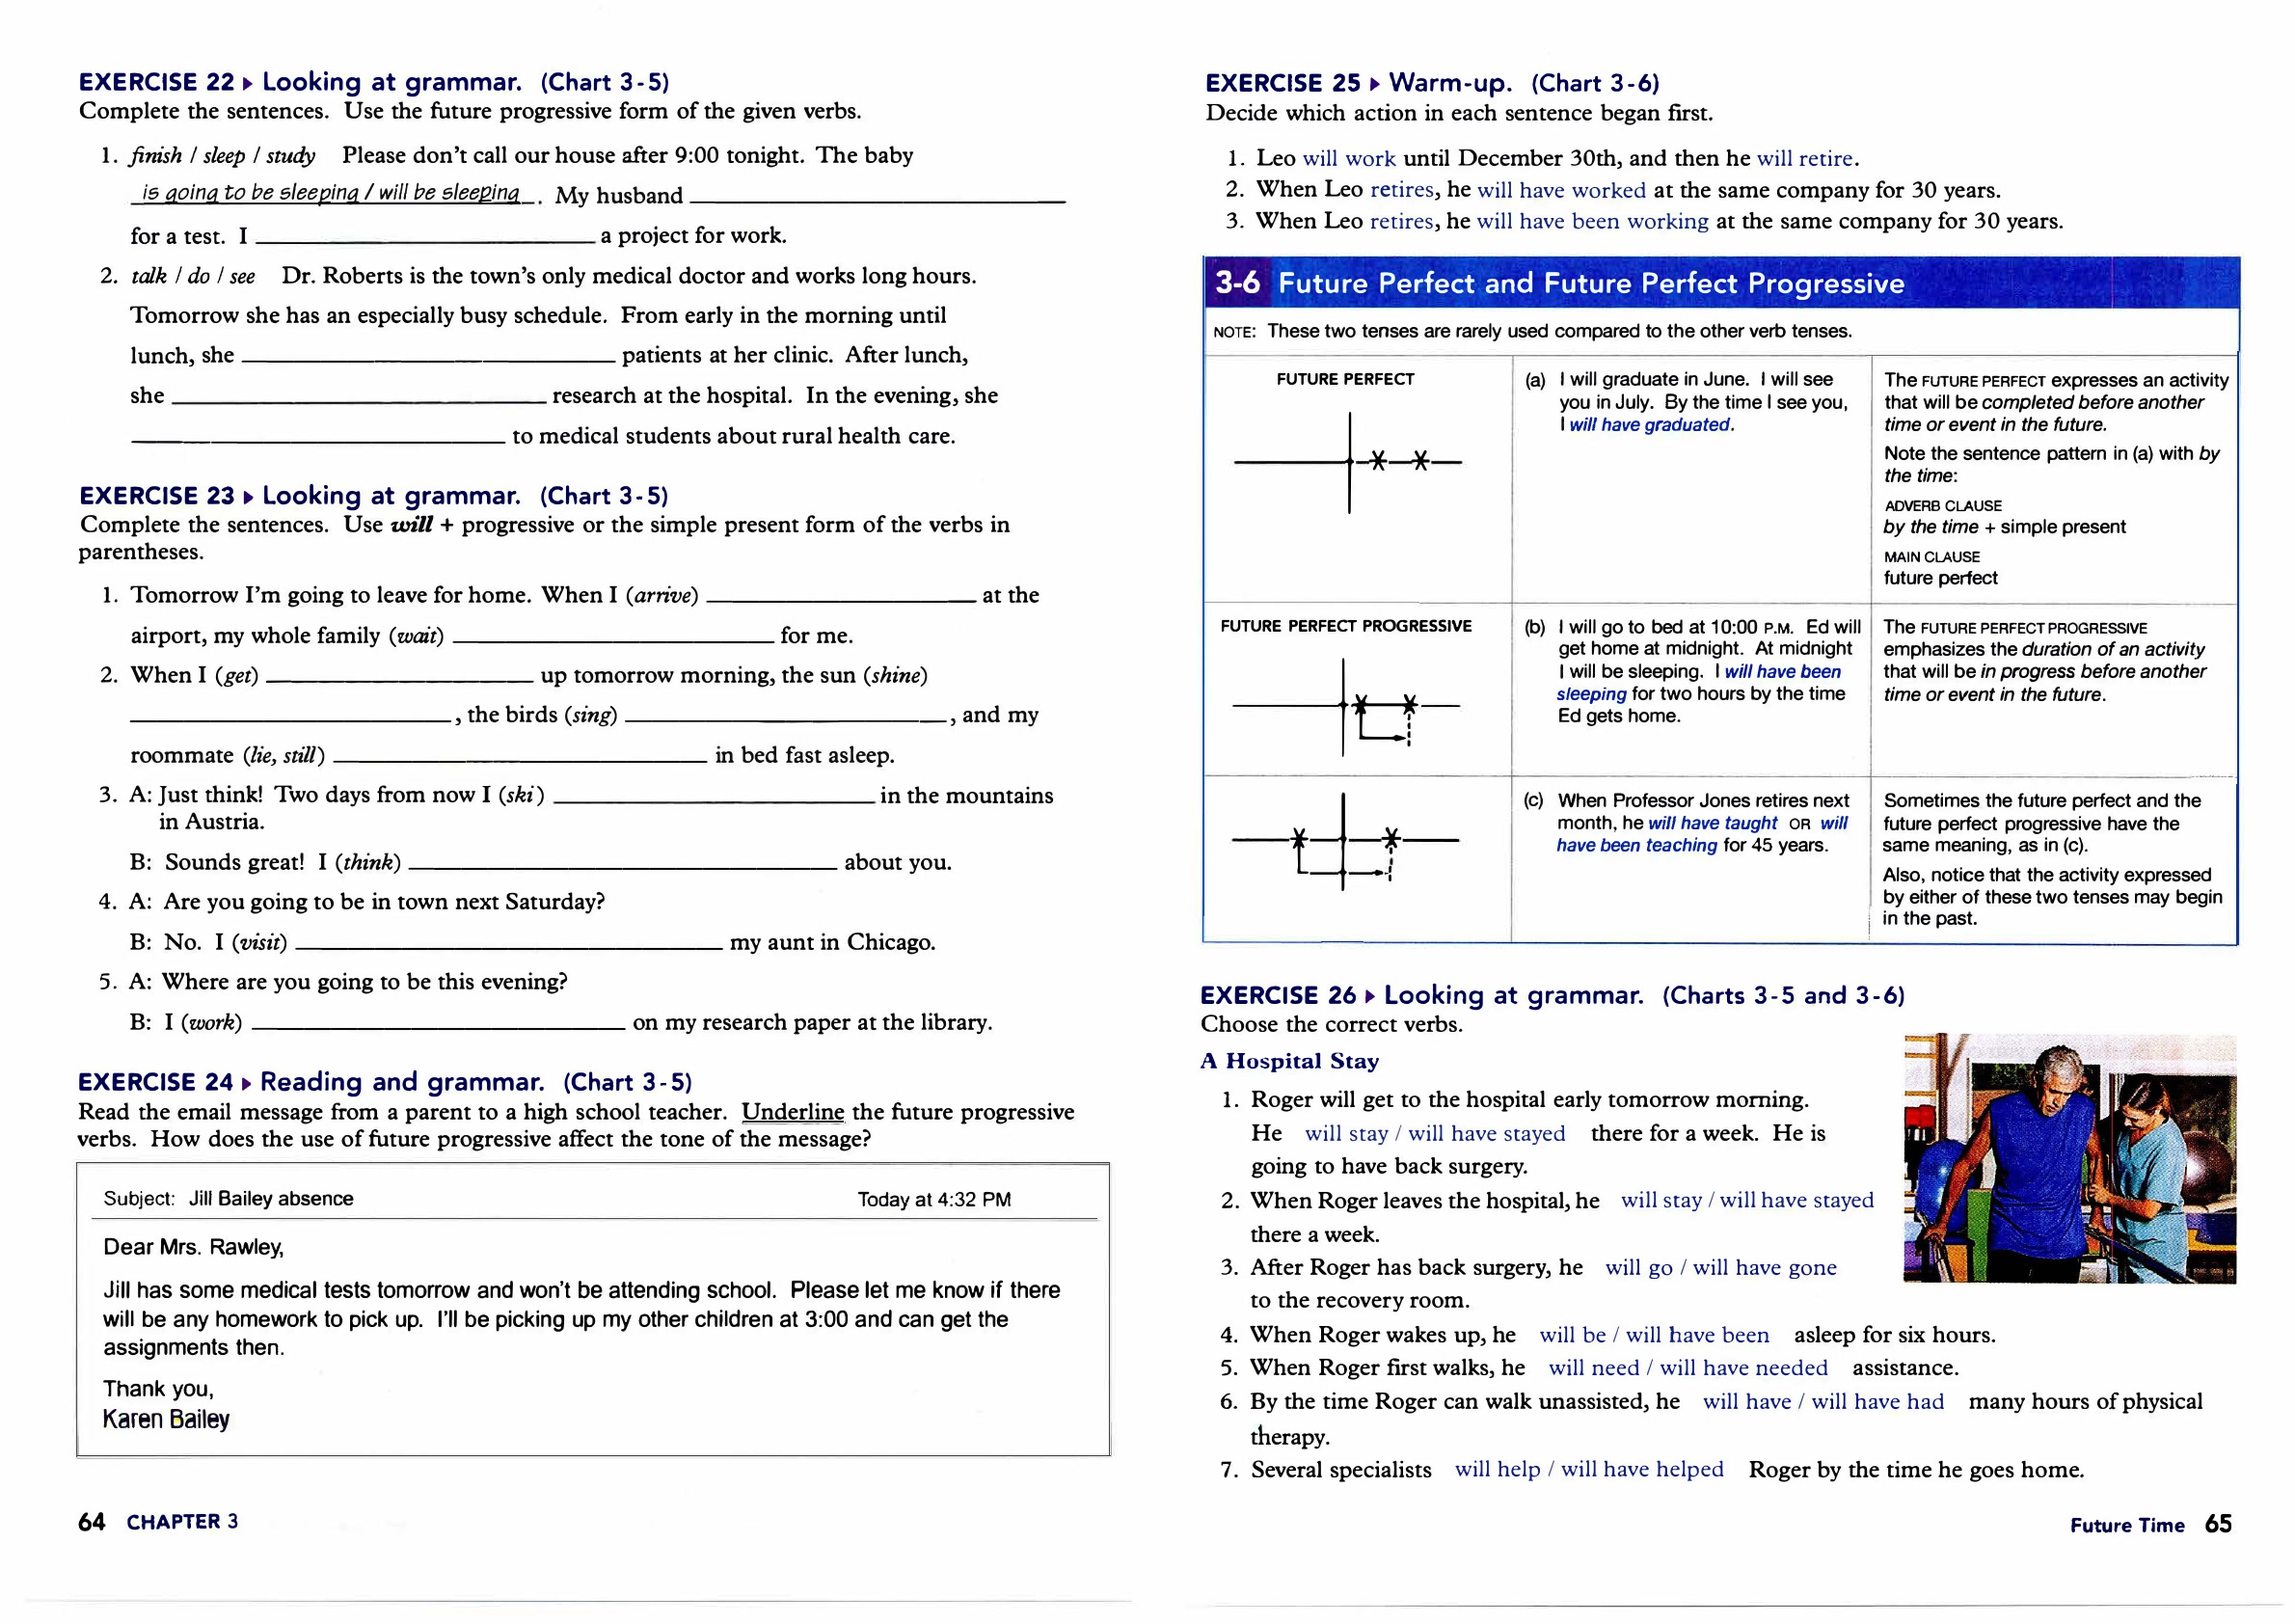 EXERCISE 22 ▸ Looking at grammar. (Chart 3-5)
Complete the sentences. Use the future progressive form of the given verbs.
1. finish / sleep / study Please don't call our house after 9:00 tonight. The baby
is going to be sleeping / will be sleeping . My husband ____________________
for a test. I ____________________ a project for work.
2. talk / do / see Dr. Roberts is the town's only medical doctor and works long hours.
Tomorrow she has an especially busy schedule. From early in the morning until
lunch, she ____________________ patients at her clinic. After lunch,
she ____________________ research at the hospital. In the evening, she
____________________ to medical students about rural health care.
EXERCISE 23 ▸ Looking at grammar. (Chart 3-5)
Complete the sentences. Use will + progressive or the simple present form of the verbs in
parentheses.
1. Tomorrow I'm going to leave for home. When I (arrive) ____________________ at the
airport, my whole family (wait) ____________________ for me.
2. When I (get) ____________________ up tomorrow morning, the sun (shine)
____________________, the birds (sing) ____________________, and my
roommate (lie, still) ____________________ in bed fast asleep.
3. A: Just think! Two days from now I (ski) ____________________ in the mountains
in Austria.
B: Sounds great! I (think) ____________________ about you.
4. A: Are you going to be in town next Saturday?
B: No. I (visit) ____________________ my aunt in Chicago.
5. A: Where are you going to be this evening?
B: I (work) ____________________ on my research paper at the library.
EXERCISE 24 ▸ Reading and grammar. (Chart 3-5)
Read the email message from a parent to a high school teacher. Underline the future progressive
verbs. How does the use of future progressive affect the tone of the message?
Subject: Jill Bailey absence Today at 4:32 PM
Dear Mrs. Rawley,
Jill has some medical tests tomorrow and won't be attending school. Please let me know if there
will be any homework to pick up. I'll be picking up my other children at 3:00 and can get the
assignments then.
Thank you,
Karen Bailey
64 CHAPTER 3
EXERCISE 25 ▸ Warm-up. (Chart 3-6)
Decide which action in each sentence began first.
1. Leo will work until December 30th, and then he will retire.
2. When Leo retires, he will have worked at the same company for 30 years.
3. When Leo retires, he will have been working at the same company for 30 years.
3-6 Future Perfect and Future Perfect Progressive
NOTE: These two tenses are rarely used compared to the other verb tenses.
FUTURE PERFECT
(a) I will graduate in June. I will see
you in July. By the time I see you,
I will have graduated.
The FUTURE PERFECT expresses an activity
that will be completed before another
time or event in the future.
Note the sentence pattern in (a) with by
the time:
ADVERB CLAUSE
by the time + simple present
MAIN CLAUSE
future perfect
FUTURE PERFECT PROGRESSIVE
(b) I will go to bed at 10:00 P.M. Ed will
get home at midnight. At midnight
I will be sleeping. I will have been
sleeping for two hours by the time
Ed gets home.
The FUTURE PERFECT PROGRESSIVE
emphasizes the duration of an activity
that will be in progress before another
time or event in the future.
(c) When Professor Jones retires next
month, he will have taught OR will
have been teaching for 45 years.
Sometimes the future perfect and the
future perfect progressive have the
same meaning, as in (c).
Also, notice that the activity expressed
by either of these two tenses may begin
in the past.
EXERCISE 26 ▸ Looking at grammar. (Charts 3-5 and 3-6)
Choose the correct verbs.
A Hospital Stay
1. Roger will get to the hospital early tomorrow morning.
He will stay / will have stayed there for a week. He is
going to have back surgery.
2. When Roger leaves the hospital, he will stay / will have stayed
there a week.
3. After Roger has back surgery, he will go / will have gone
to the recovery room.
4. When Roger wakes up, he will be / will have been asleep for six hours.
5. When Roger first walks, he will need / will have needed assistance.
6. By the time Roger can walk unassisted, he will have / will have had many hours of physical
therapy.
7. Several specialists will help / will have helped Roger by the time he goes home.
Future Time 65